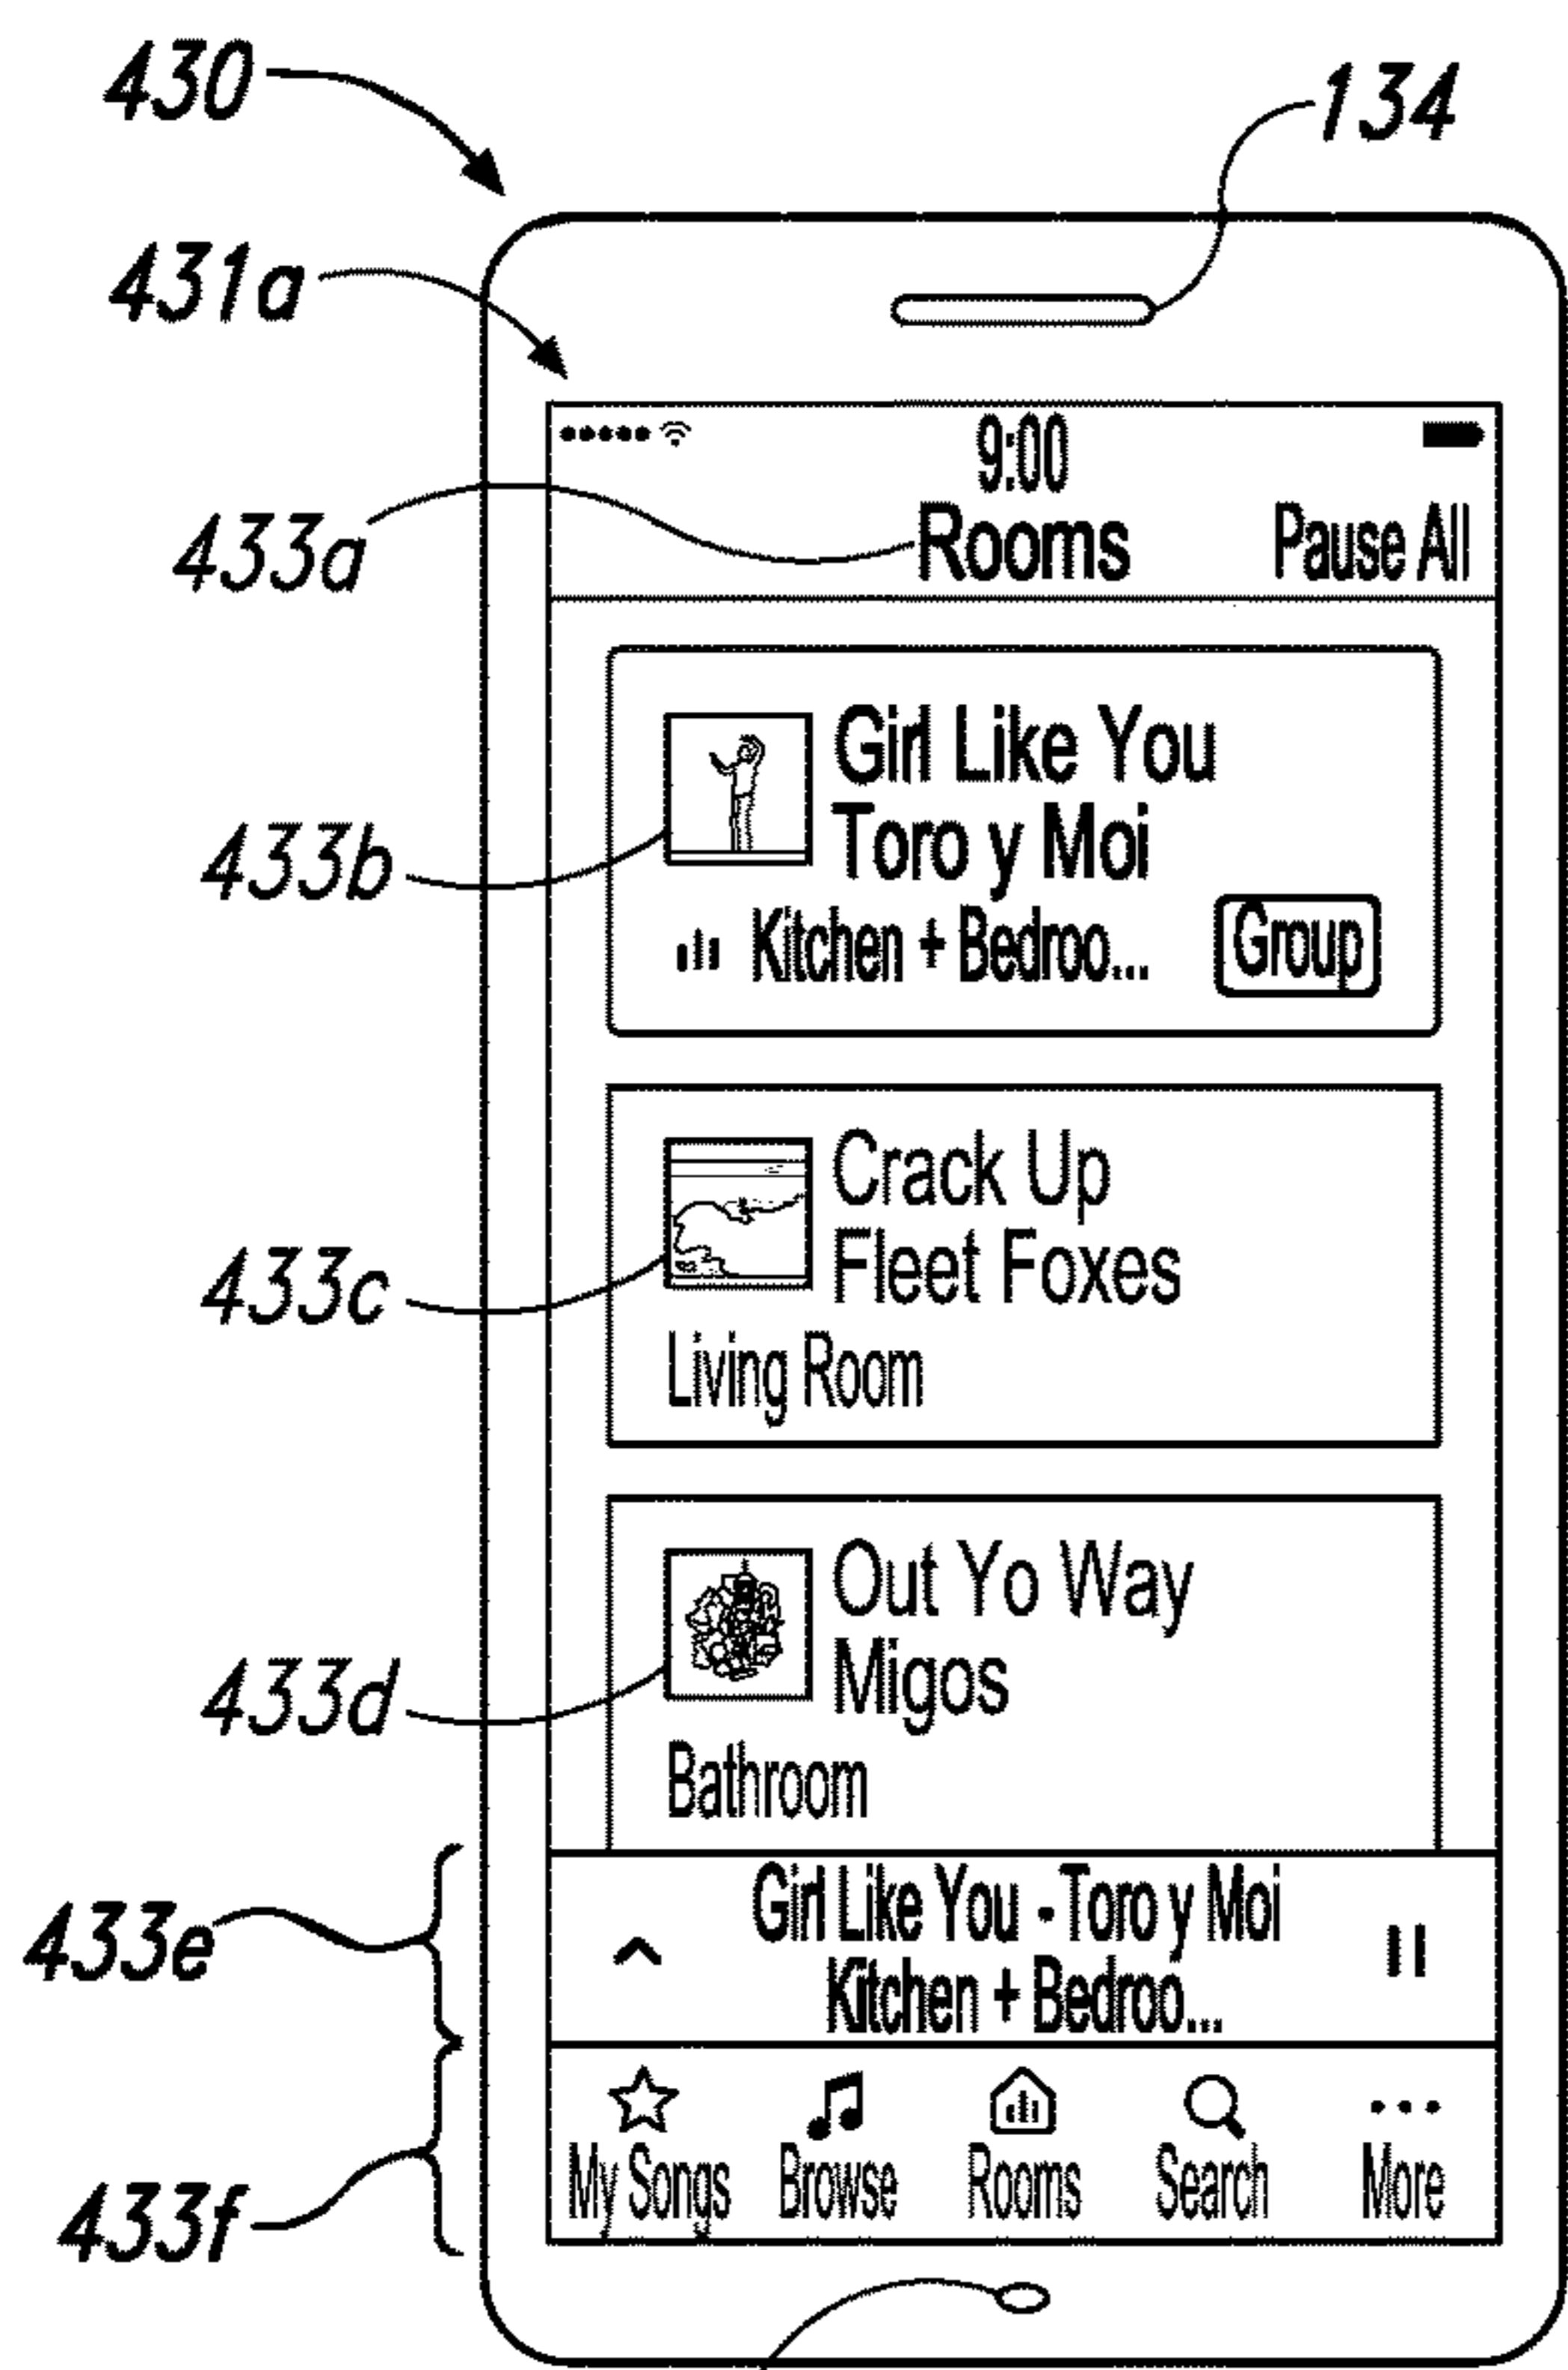 430
134
431a
9:00
433a
Rooms
Pause All
Girl Like You
Toro y Moi
433b
Kitchen + Bedroo...
Group
Crack Up
Fleet Foxes
433c
Living Room
Out Yo Way
Migos
433d
Bathroom
Girl Like You - Toro y Moi
433e
Kitchen + Bedroo...
My Songs
Browse
Rooms
Search
More
433f